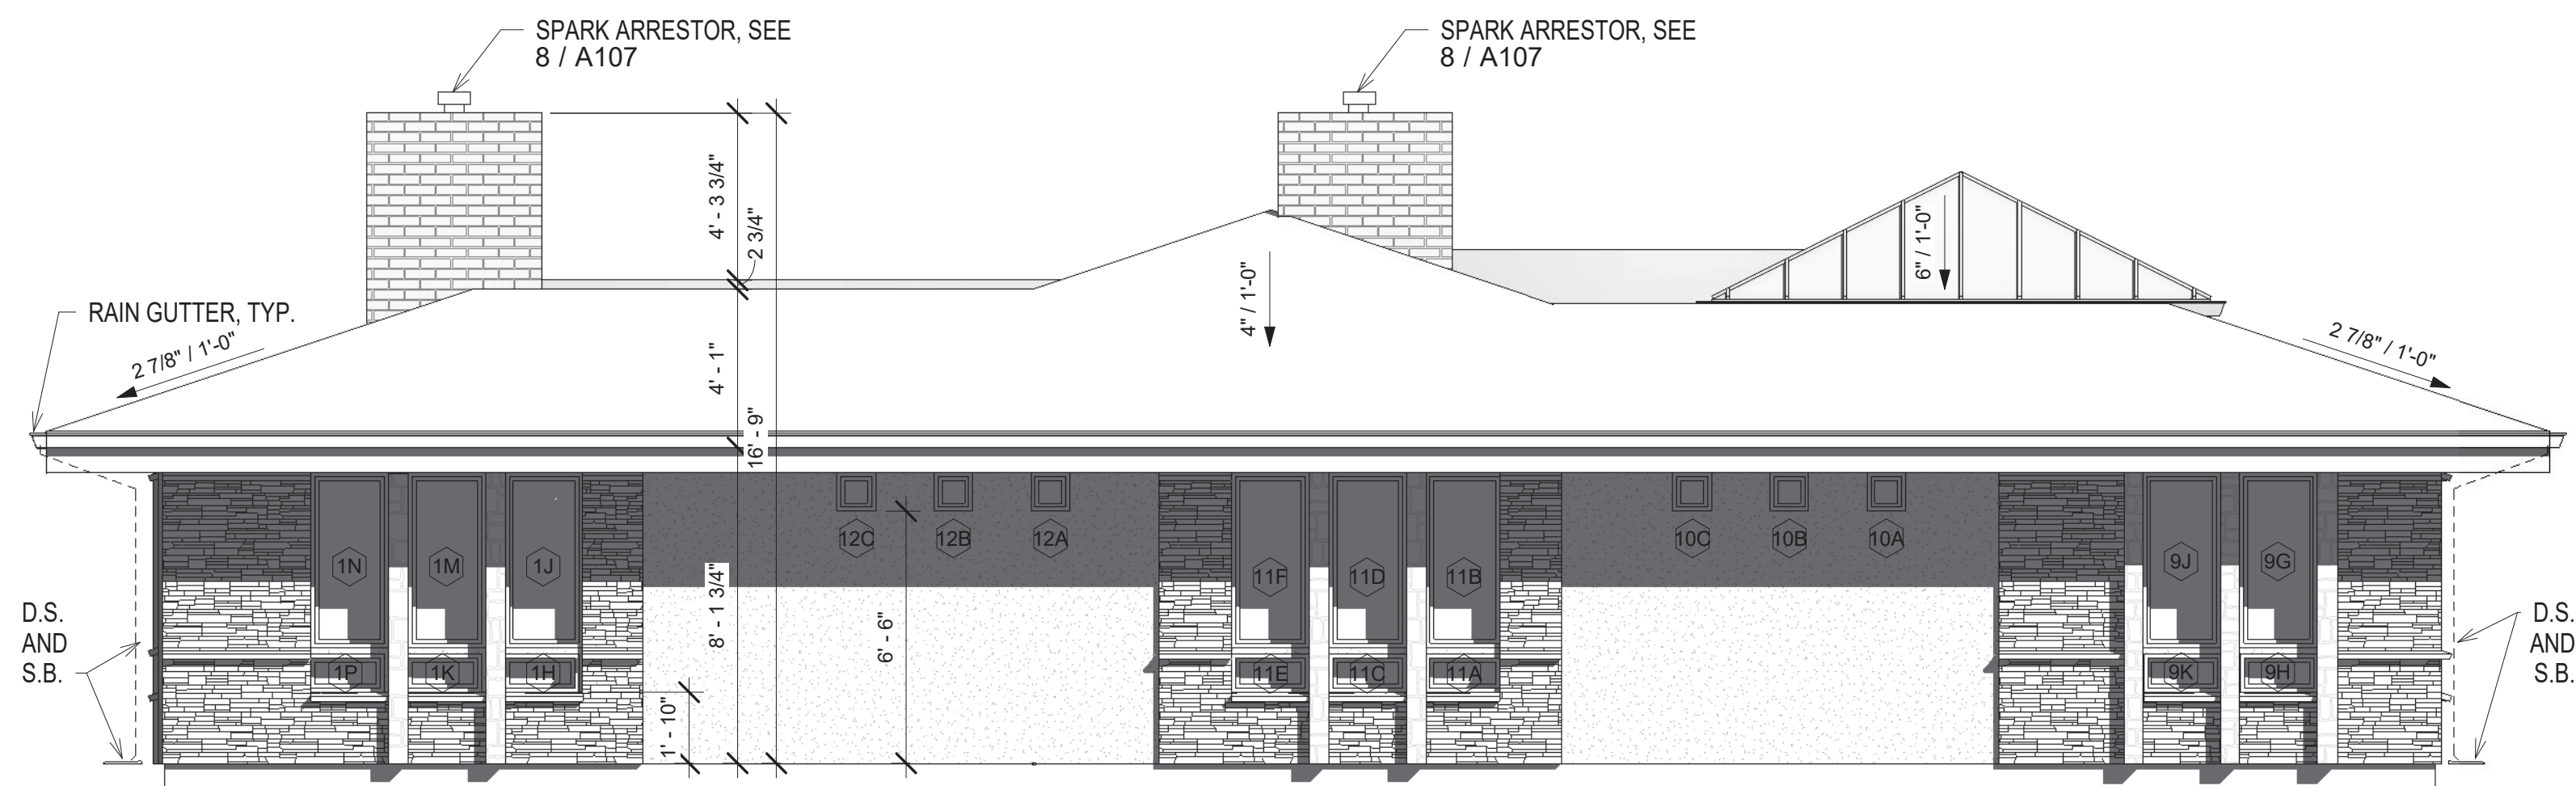 SPARK ARRESTOR, SEE
8 / A107
SPARK ARRESTOR, SEE
8 / A107
4' - 3 3/4"
2 3/4"
6" / 1'-0"
4" / 1'-0"
RAIN GUTTER, TYP.
2 7/8" / 1'-0"
2 7/8" / 1'-0"
4' - 1"
16' - 9"
12C
12B
12A
10C
10B
10A
1N
1M
1J
11F
11D
11B
9J
9G
8' - 1 3/4"
6' - 6"
D.S.
AND
S.B.
D.S.
AND
S.B.
1P
1K
1H
11E
11C
11A
9K
9H
1' - 10"